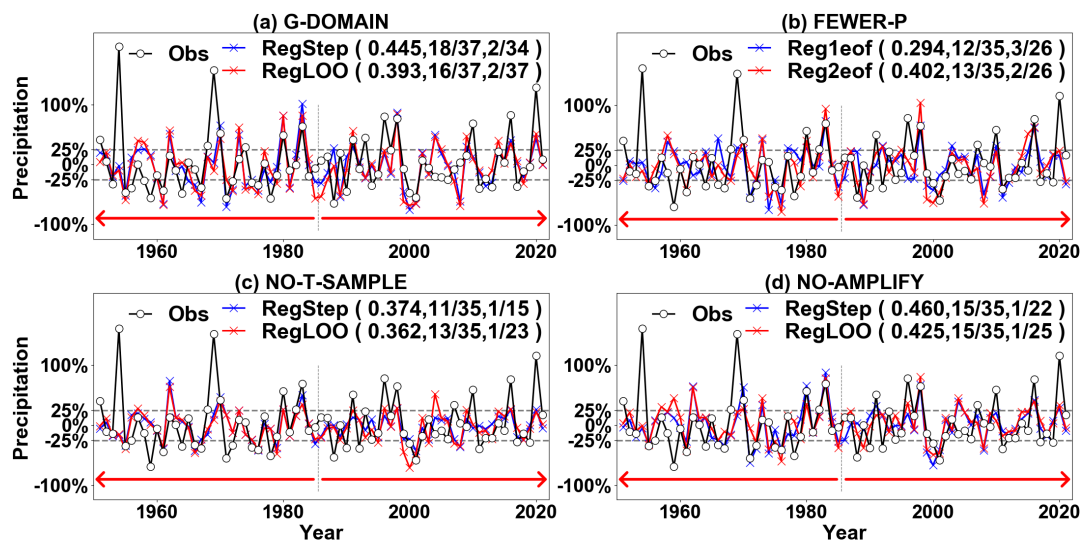 (a) G-DOMAIN
Obs
RegStep ( 0.445,18/37,2/34 )
RegLOO ( 0.393,16/37,2/37 )
Precipitation
100%
25%
0%
-25%
-100%
1960
1980
2000
2020
(b) FEWER-P
Obs
Reg1eof ( 0.294,12/35,3/26 )
Reg2eof ( 0.402,13/35,2/26 )
100%
25%
0%
-25%
-100%
1960
1980
2000
2020
(c) NO-T-SAMPLE
Obs
RegStep ( 0.374,11/35,1/15 )
RegLOO ( 0.362,13/35,1/23 )
Precipitation
100%
25%
0%
-25%
-100%
1960
1980
2000
2020
Year
(d) NO-AMPLIFY
Obs
RegStep ( 0.460,15/35,1/22 )
RegLOO ( 0.425,15/35,1/25 )
100%
25%
0%
-25%
-100%
1960
1980
2000
2020
Year